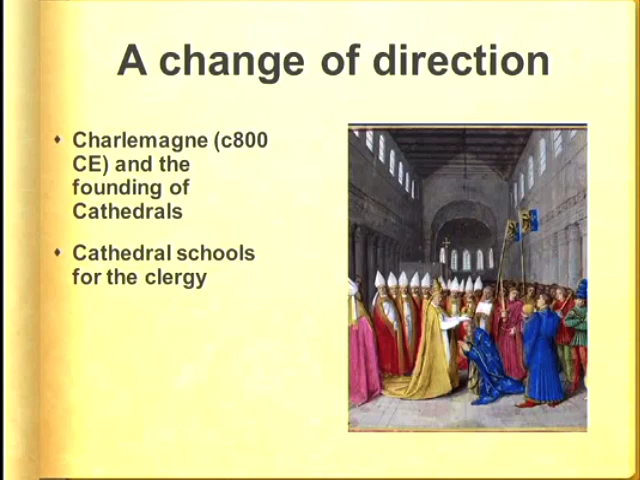 A change of direction
Charlemagne (c800
CE) and the
founding of
Cathedrals
Cathedral schools
for the clergy